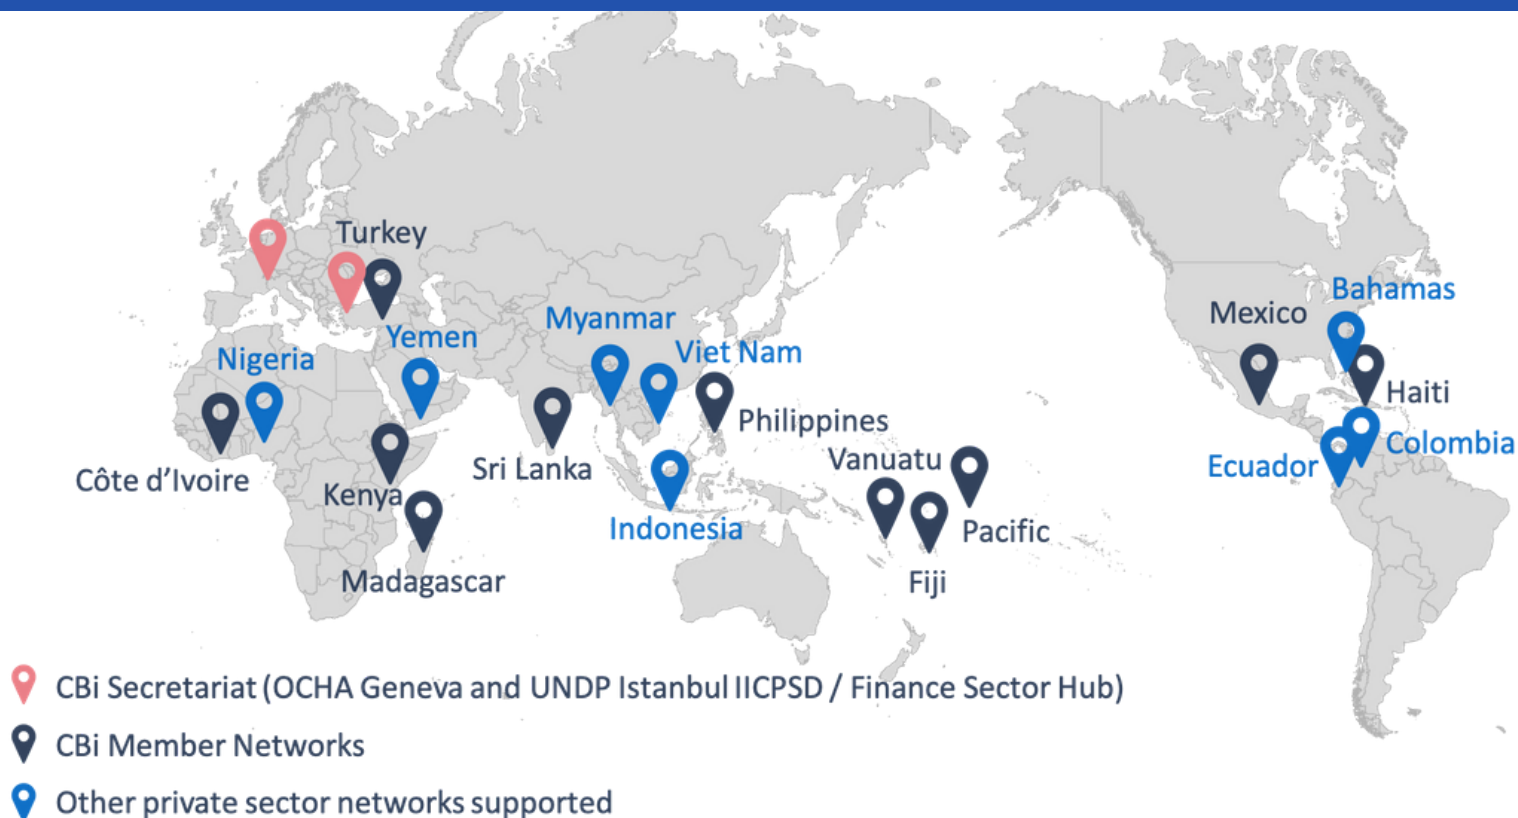 Turkey
Bahamas
Mexico
Myanmar
Yemen
Viet Nam
Nigeria
Haiti
Philippines
Colombia
Vanuatu
Ecuador
Sri Lanka
Côte d’Ivoire
Kenya
Indonesia
Pacific
Madagascar
Fiji
CBi Secretariat (OCHA Geneva and UNDP Istanbul IICPSD / Finance Sector Hub)
CBi Member Networks
Other private sector networks supported